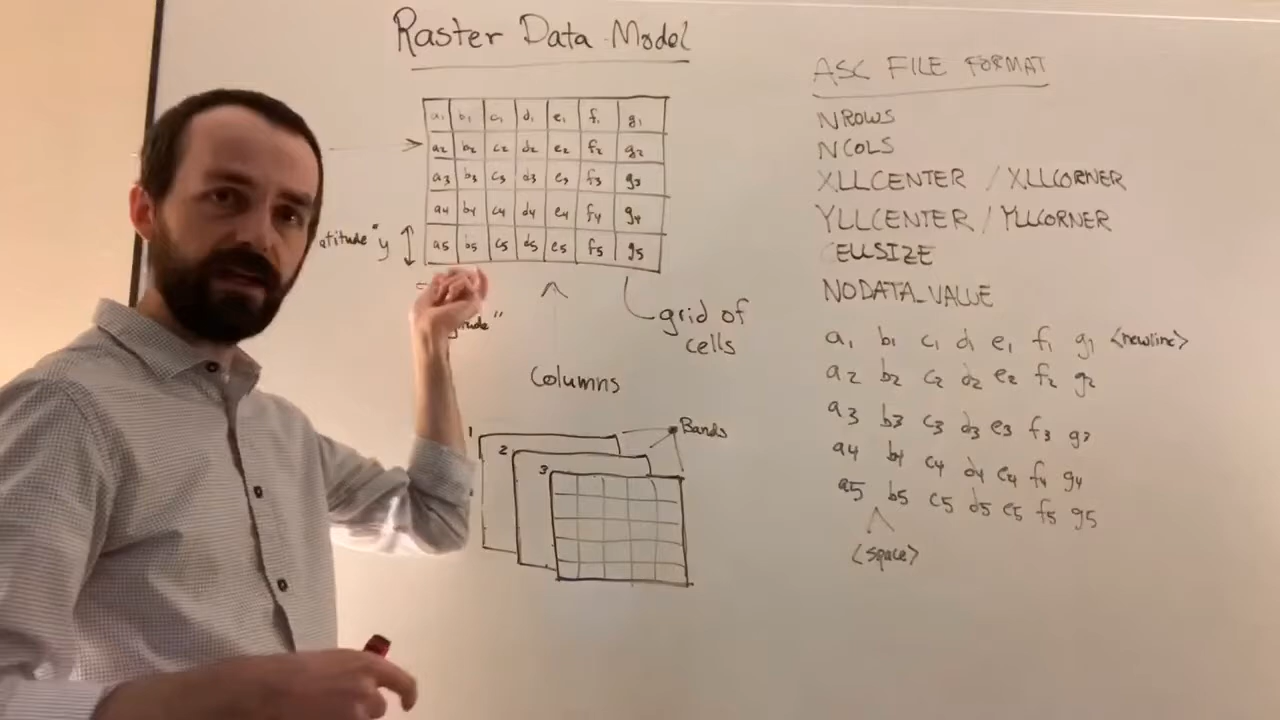 Raster Data Model
a1 b1 c1 d1 e1 f1 g1
a2 b2 c2 d2 e2 f2 g2
a3 b3 c3 d3 e3 f3 g3
a4 b4 c4 d4 e4 f4 g4
a5 b5 c5 d5 e5 f5 g5
atitude" y
tude"
grid of
cells
Columns
1
2
3
Bands
ASC FILE FORMAT
NROWS
NCOLS
XLLCENTER / XLLCORNER
YLLCENTER / YLLCORNER
CELLSIZE
NODATA_VALUE
a1 b1 c1 d1 e1 f1 g1 <newline>
a2 b2 c2 d2 e2 f2 g2
a3 b3 c3 d3 e3 f3 g3
a4 b4 c4 d4 e4 f4 g4
a5 b5 c5 d5 e5 f5 g5
<space>